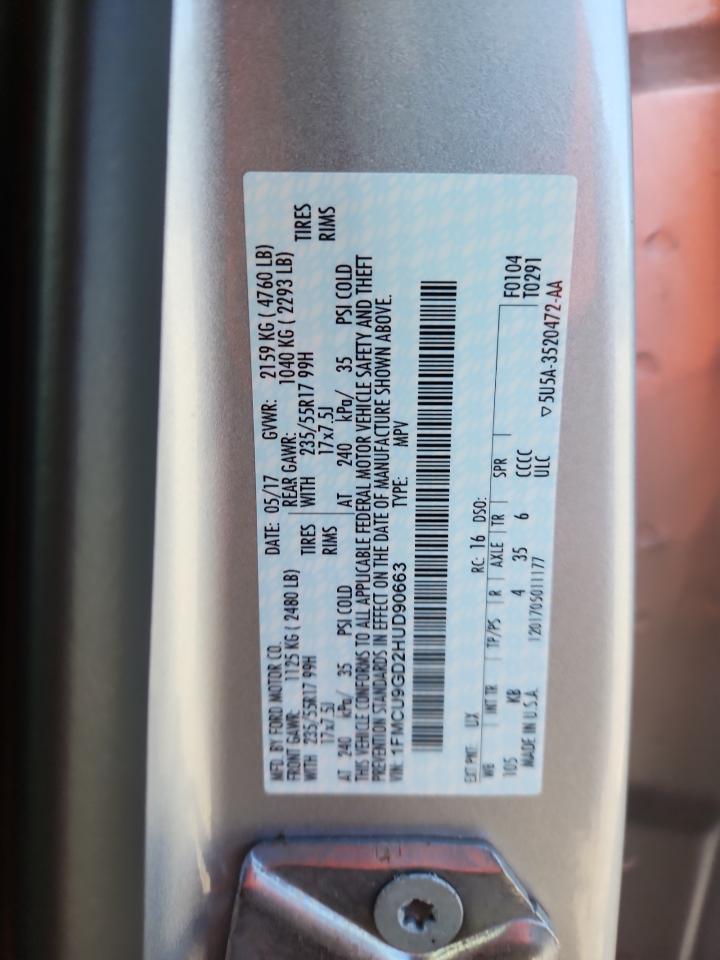 MFD. BY FORD MOTOR CO. DATE: 05/17 GVWR: 2159 KG ( 4760 LB)
FRONT GAWR: 1125 KG ( 2480 LB) REAR GAWR: 1040 KG ( 2293 LB)
WITH 235/55R17 99H TIRES WITH 235/55R17 99H TIRES
17x7.5J RIMS 17x7.5J RIMS
AT 240 kPa/ 35 PSI COLD AT 240 kPa/ 35 PSI COLD
THIS VEHICLE CONFORMS TO ALL APPLICABLE FEDERAL MOTOR VEHICLE SAFETY AND THEFT
PREVENTION STANDARDS IN EFFECT ON THE DATE OF MANUFACTURE SHOWN ABOVE.
VIN: 1FMCU9GD2HUD90663 TYPE: MPV
EXT PNT: UX RC: 16 DSO:
WB INT TR TP/PS R AXLE TR SPR F0104
105 KB 4 35 6 CCCC T0291
MADE IN U.S.A. 1201705011177 ULC
▽5U5A-3520472-AA